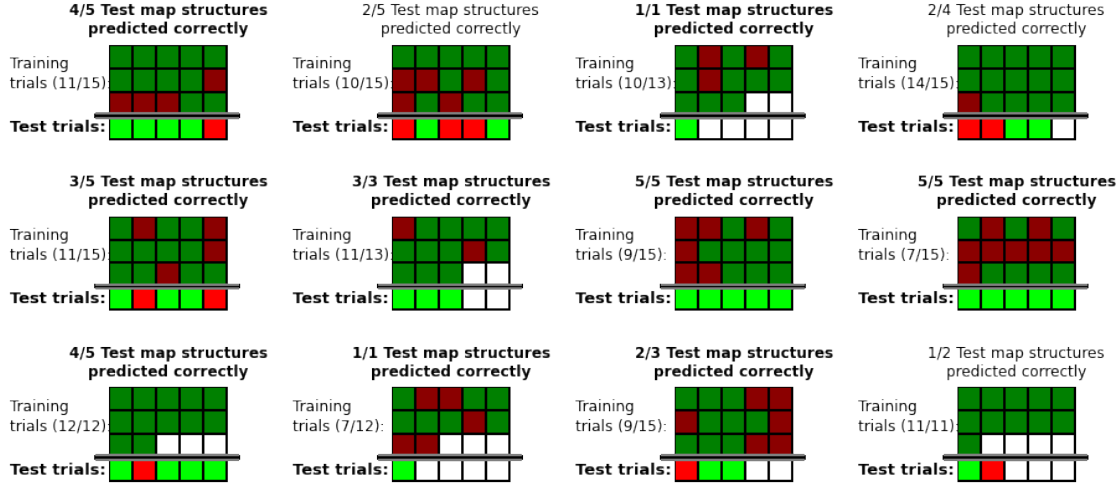 4/5 Test map structures
predicted correctly
Training
trials (11/15):
Test trials:
2/5 Test map structures
predicted correctly
Training
trials (10/15):
Test trials:
1/1 Test map structures
predicted correctly
Training
trials (10/13):
Test trials:
2/4 Test map structures
predicted correctly
Training
trials (14/15):
Test trials:
3/5 Test map structures
predicted correctly
Training
trials (11/15):
Test trials:
3/3 Test map structures
predicted correctly
Training
trials (11/13):
Test trials:
5/5 Test map structures
predicted correctly
Training
trials (9/15):
Test trials:
5/5 Test map structures
predicted correctly
Training
trials (7/15):
Test trials:
4/5 Test map structures
predicted correctly
Training
trials (12/12):
Test trials:
1/1 Test map structures
predicted correctly
Training
trials (7/12):
Test trials:
2/3 Test map structures
predicted correctly
Training
trials (9/15):
Test trials:
1/2 Test map structures
predicted correctly
Training
trials (11/11):
Test trials: